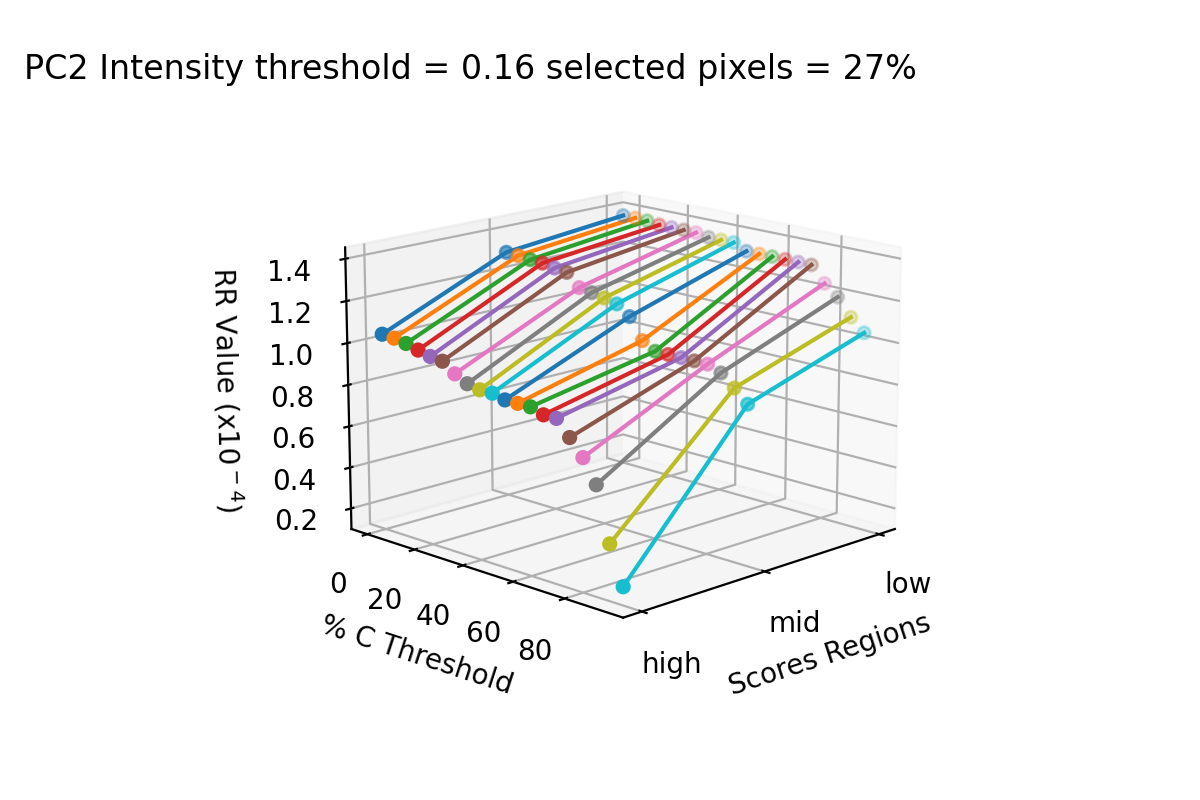 PC2 Intensity threshold = 0.16 selected pixels = 27%
RR Value (x10⁻⁴)
1.4
1.2
1.0
0.8
0.6
0.4
0.2
0
20
40
60
80
% C Threshold
high
mid
low
Scores Regions